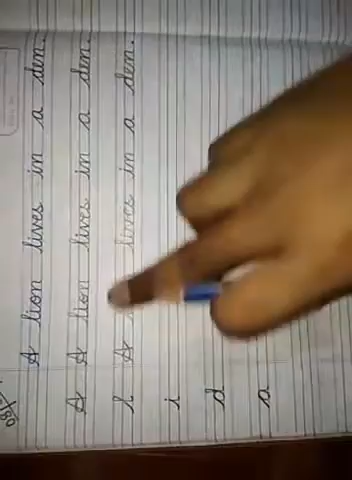 A lion lives in a den.
A A lion lives in a den.
l A lives in a den.
i
d
a